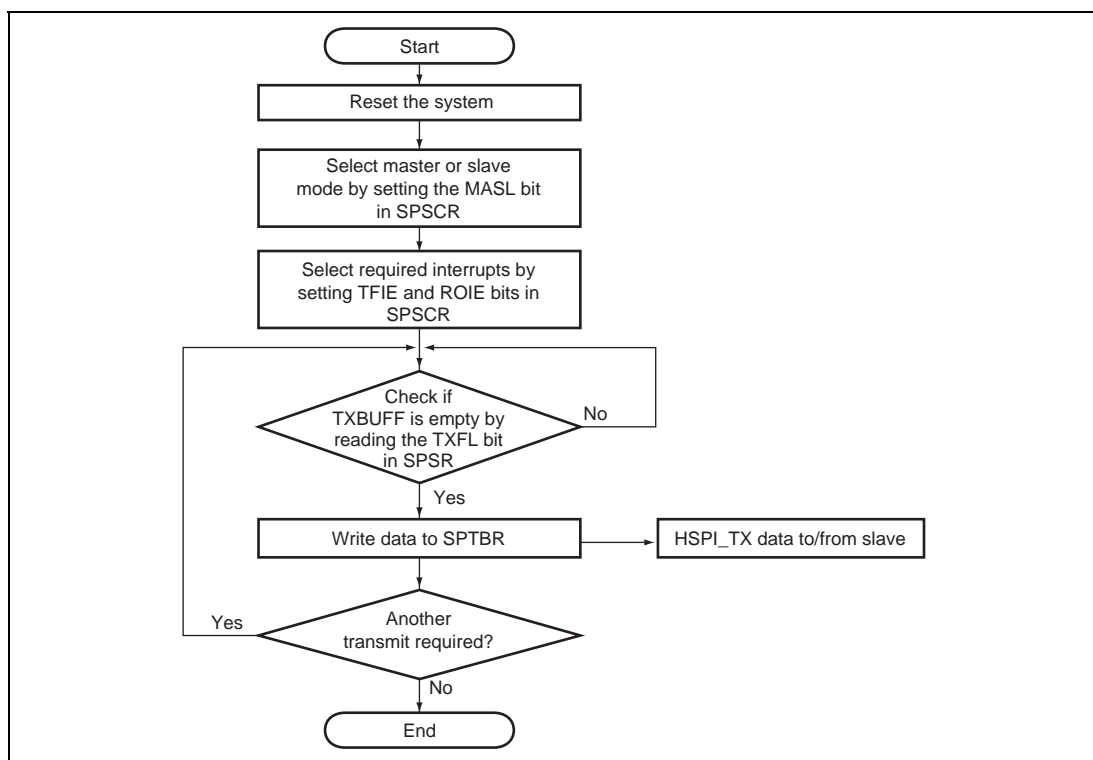 Start
Reset the system
Select master or slave
mode by setting the MASL bit
in SPSCR
Select required interrupts by
setting TFIE and ROIE bits in
SPSCR
Check if
TXBUFF is empty by
reading the TXFL bit
in SPSR
No
Yes
Write data to SPTBR
HSPI_TX data to/from slave
Yes
Another
transmit required?
No
End